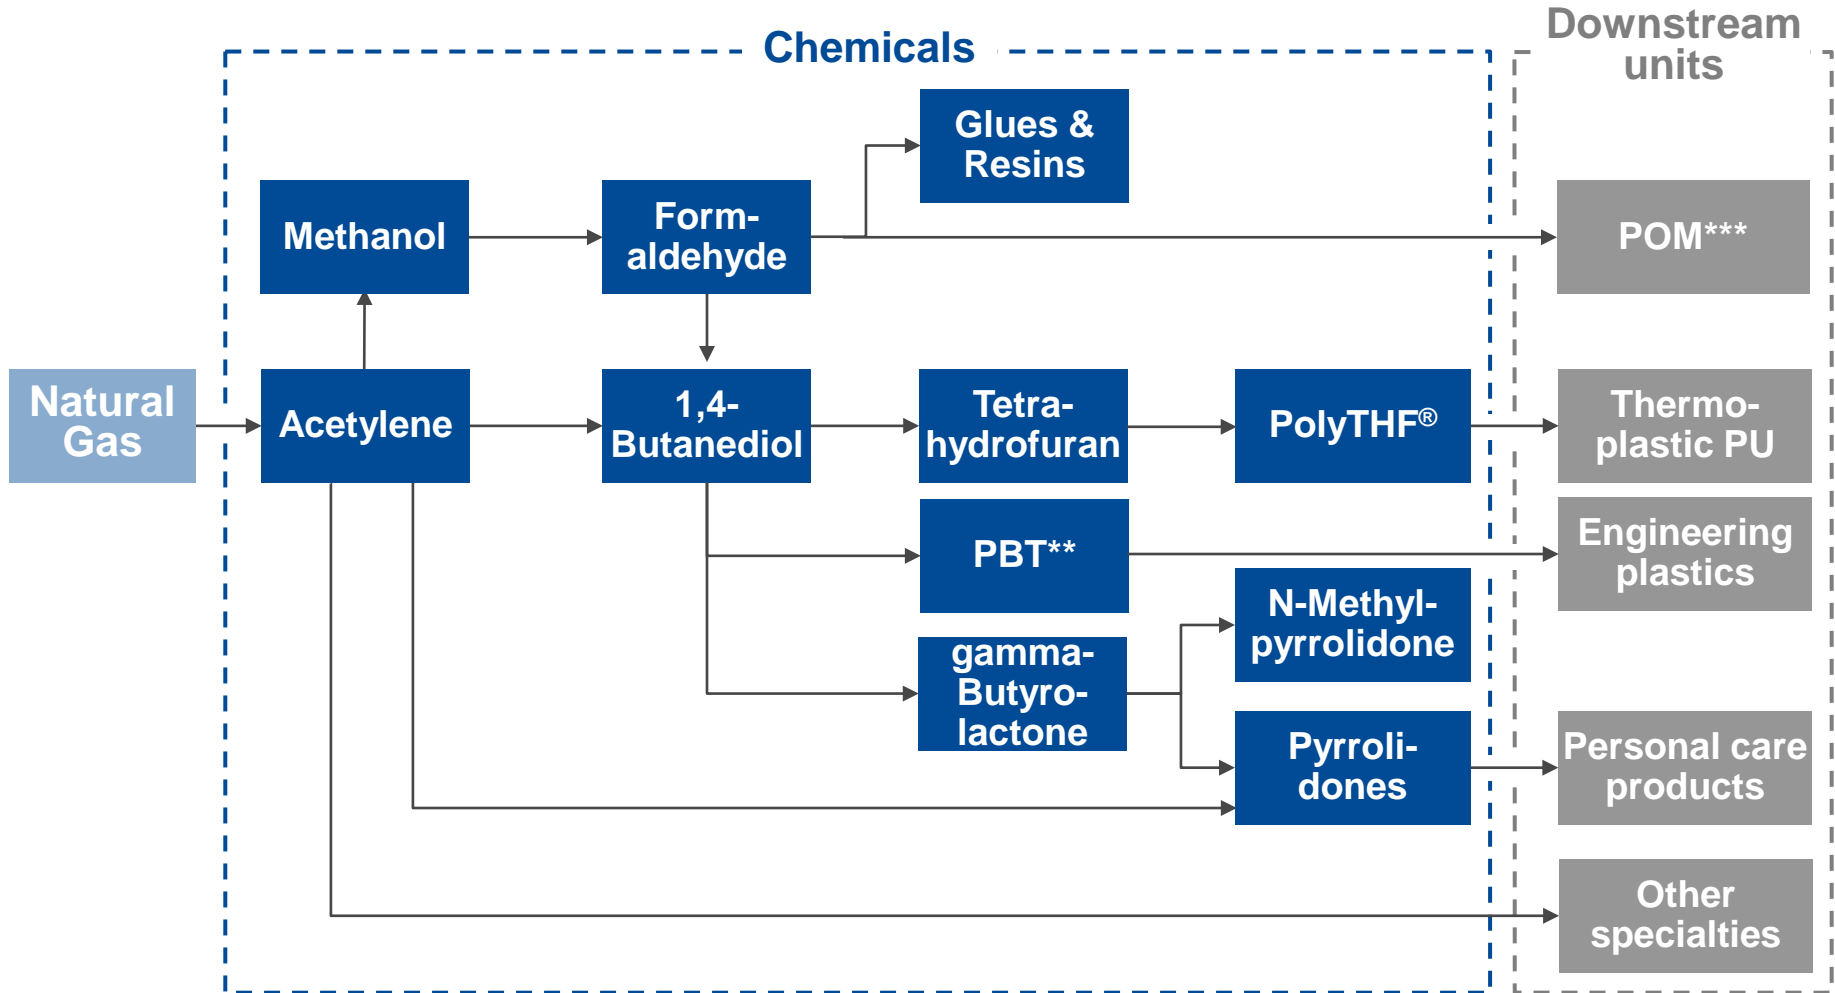 Chemicals
Downstream
units
Glues &
Resins
Methanol
Form-
aldehyde
POM***
Natural
Gas
Acetylene
1,4-
Butanediol
Tetra-
hydrofuran
PolyTHF®
Thermo-
plastic PU
PBT**
Engineering
plastics
N-Methyl-
pyrrolidone
gamma-
Butyro-
lactone
Pyrroli-
dones
Personal care
products
Other
specialties